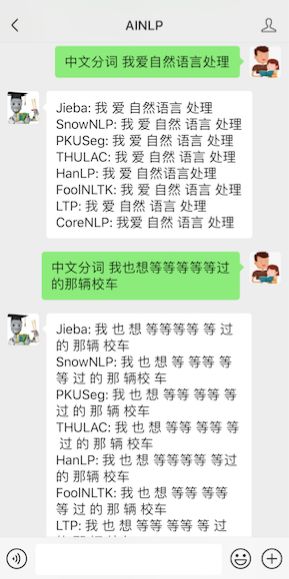 AINLP
中文分词 我爱自然语言处理
Jieba: 我 爱 自然语言 处理
SnowNLP: 我 爱 自然 语言 处理
PKUSeg: 我 爱 自然 语言 处理
THULAC: 我 爱 自然 语言 处理
HanLP: 我 爱 自然语言处理
FoolNLTK: 我 爱 自然 语言 处理
LTP: 我 爱 自然 语言 处理
CoreNLP: 我爱 自然 语言 处理
中文分词 我也想等等等等等过
的那辆校车
Jieba: 我 也 想 等等等等 等 过
的 那辆 校车
SnowNLP: 我 也 想 等 等等 等
等 过 的 那 辆校 车
PKUSeg: 我 也 想 等等 等等 等
过 的 那 辆 校车
THULAC: 我 也 想 等等 等等 等
过 的 那 辆 校车
HanLP: 我 也 想 等等等等 等过
的 那辆 校车
FoolNLTK: 我 也 想 等等 等等
等 过 的 那 辆 校车
LTP: 我 也 想 等等 等等 等 过